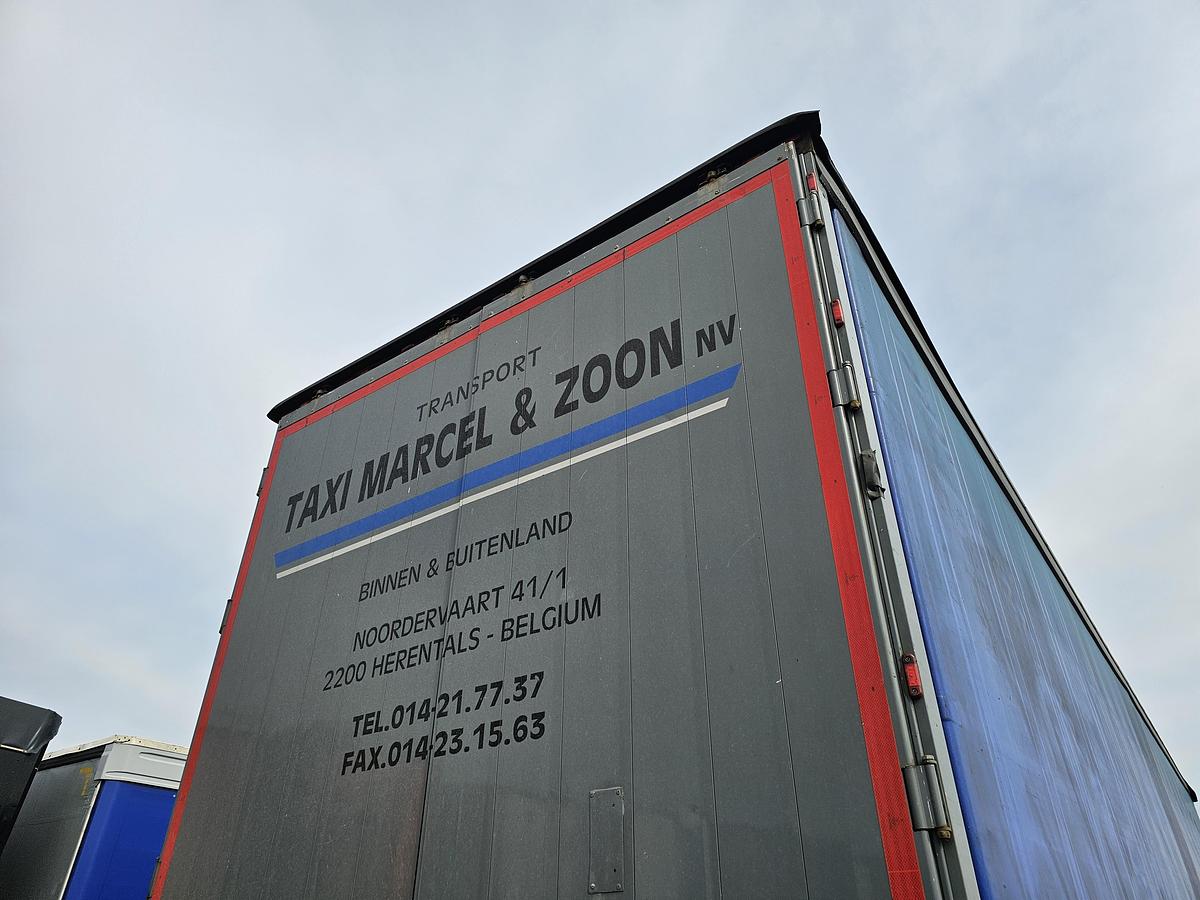 TRANSPORT
TAXI MARCEL & ZOON NV
BINNEN & BUITENLAND
NOORDERVAART 41/1
2200 HERENTALS - BELGIUM
TEL.014-21.77.37
FAX.014-23.15.63